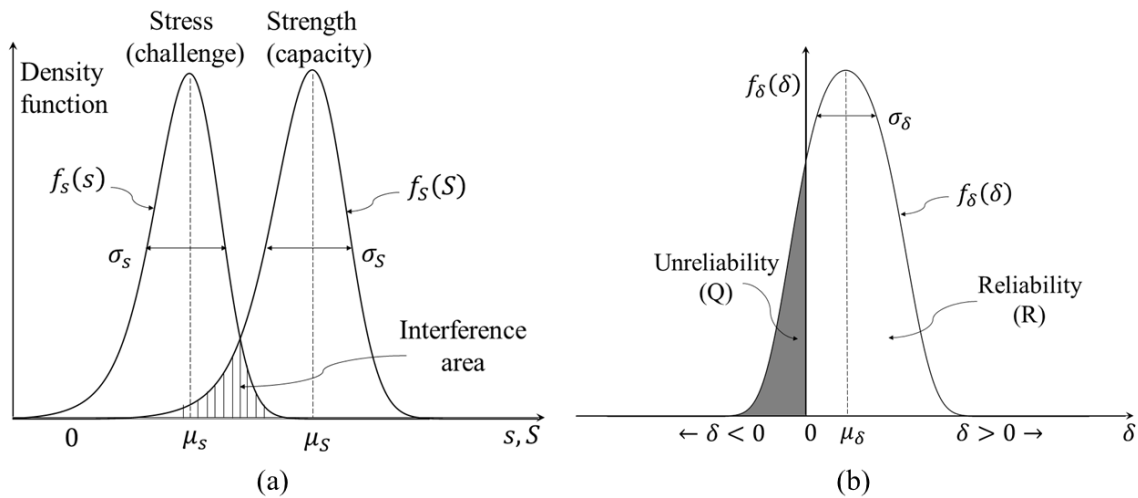 Stress
(challenge)
Strength
(capacity)
Density
function
f_s(s)
f_S(S)
σ_s
σ_S
Interference
area
0
μ_s
μ_S
s, S
(a)
f_δ(δ)
σ_δ
f_δ(δ)
Unreliability
(Q)
Reliability
(R)
← δ < 0
0
μ_δ
δ > 0 →
δ
(b)